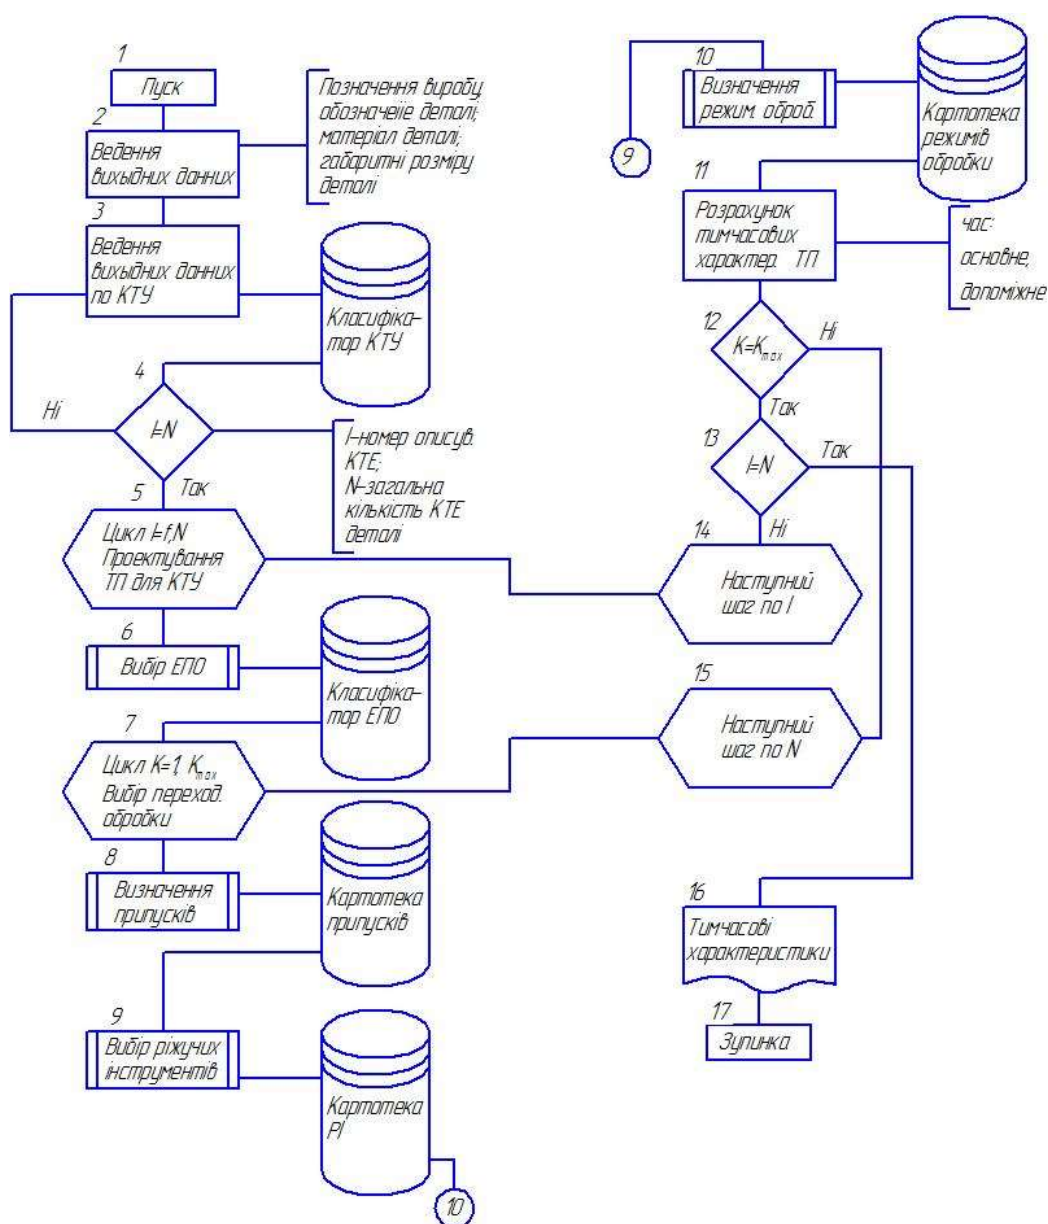 1
Пуск
2
Ведення
вихыдних данних
Позначення виробу
обозначеііе деталі;
матеріал деталі;
габаритні розміру
деталі
3
Ведення
вихыдних данних
по КТУ
Класифіка-
тор КТУ
4
Ні
I=N
I-номер описув.
КТЕ;
N-загальна
кількість КТЕ
деталі
Так
5
Цикл I=f,N
Проектування
ТП для КТУ
6
Вибір ЕПО
Класифіка-
тор ЕПО
7
Цикл K=1, Kmax
Вибір переход.
обробки
8
Визначення
припусків
Картотека
припусків
9
Вибір ріжучих
інструментів
Картотека
РІ
10
9
10
Визначення
режим. оброб.
Картотека
режимів
обробки
11
Розрахунок
тимчасових
характер. ТП
час:
основне,
допоміжне
12
K=Kmax
Ні
Так
13
I=N
Так
Ні
14
Наступний
шаг по I
15
Наступний
шаг по N
16
Тимчасові
характеристики
17
Зупинка